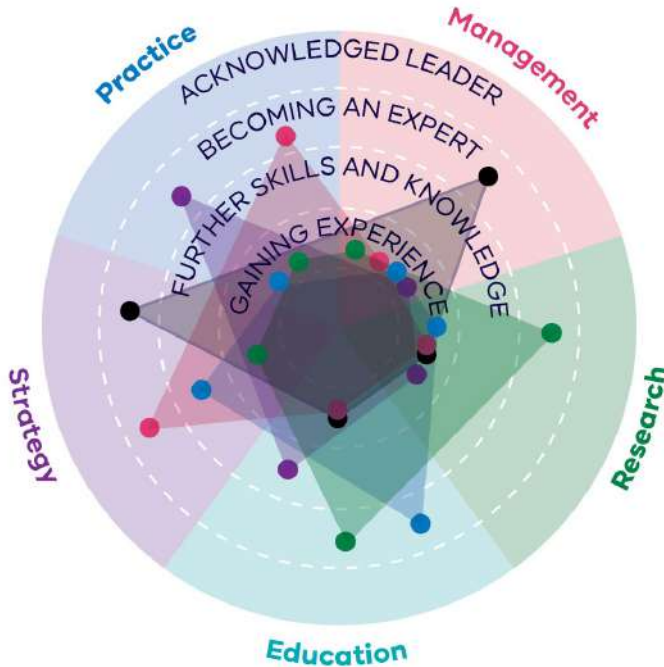 Practice
Management
ACKNOWLEDGED LEADER
BECOMING AN EXPERT
FURTHER SKILLS AND KNOWLEDGE
GAINING EXPERIENCE
Strategy
Research
Education